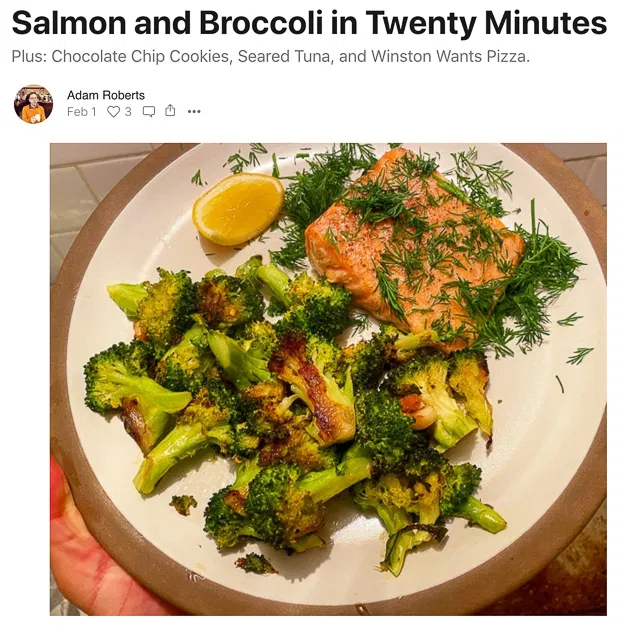 Salmon and Broccoli in Twenty Minutes
Plus: Chocolate Chip Cookies, Seared Tuna, and Winston Wants Pizza.
Adam Roberts
Feb 1 3